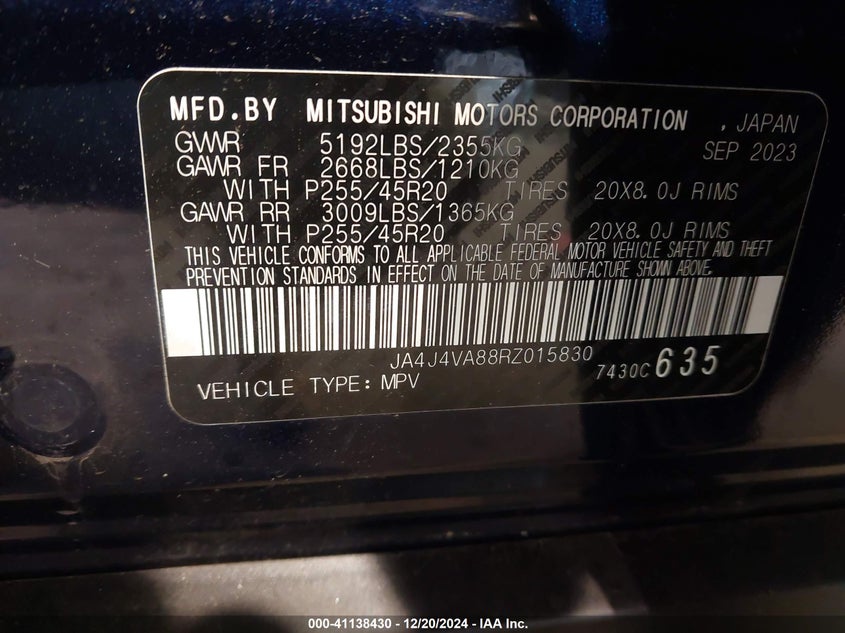 MFD.BY MITSUBISHI MOTORS CORPORATION , JAPAN
GVWR 5192LBS/2355KG SEP 2023
GAWR FR 2668LBS/1210KG
WITH P255/45R20 TIRES 20X8.0J RIMS
GAWR RR 3009LBS/1365KG
WITH P255/45R20 TIRES 20X8.0J RIMS
THIS VEHICLE CONFORMS TO ALL APPLICABLE FEDERAL MOTOR VEHICLE SAFETY AND THEFT
PREVENTION STANDARDS IN EFFECT ON THE DATE OF MANUFACTURE SHOWN ABOVE.
JA4J4VA88RZ015830
VEHICLE TYPE: MPV 7430C 635
000-41138430 - 12/20/2024 - IAA Inc.